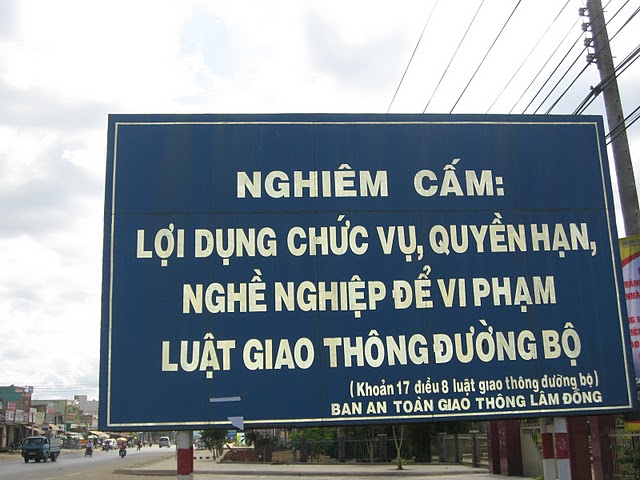 NGHIÊM CẤM:
LỢI DỤNG CHỨC VỤ, QUYỀN HẠN,
NGHỀ NGHIỆP ĐỂ VI PHẠM
LUẬT GIAO THÔNG ĐƯỜNG BỘ
(Khoản 17 điều 8 luật giao thông đường bộ)
BAN AN TOÀN GIAO THÔNG LÂM ĐỒNG